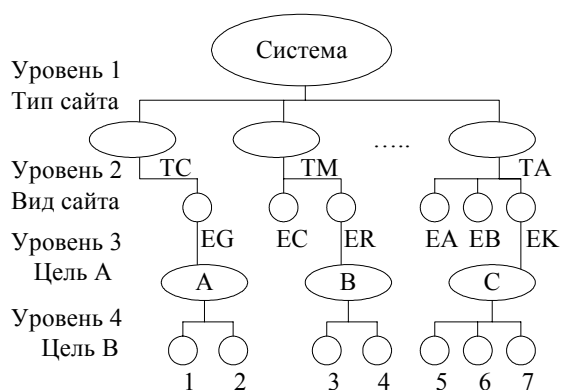 Система
Уровень 1
Тип сайта
.....
Уровень 2 TC TM TA
Вид сайта
Уровень 3 EG EC ER EA EB EK
Цель А A B C
Уровень 4
Цель В
1 2 3 4 5 6 7